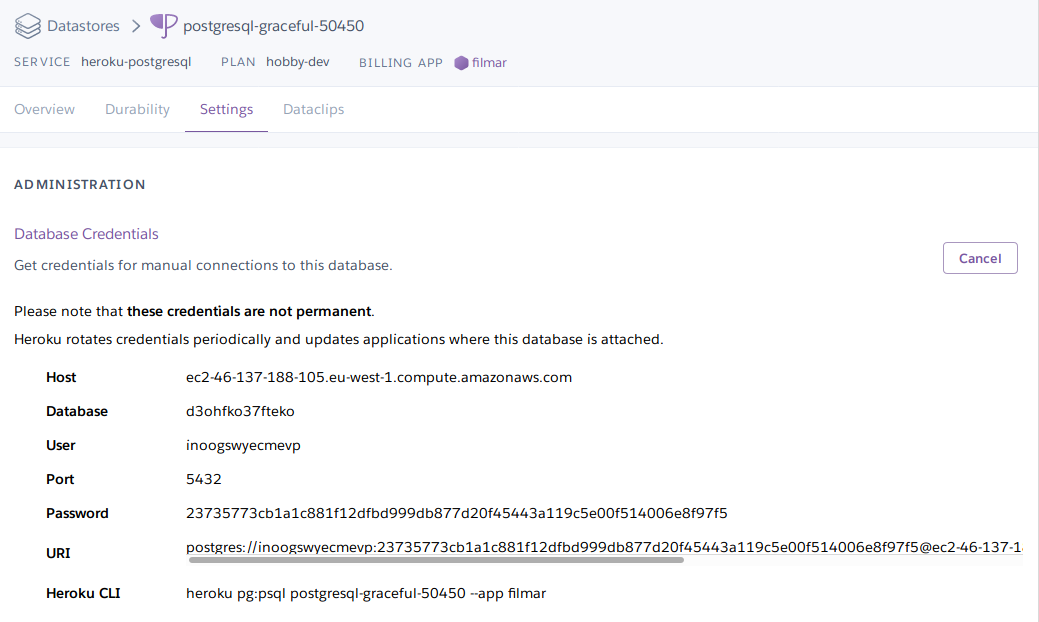 Datastores > postgresql-graceful-50450
SERVICE heroku-postgresql PLAN hobby-dev BILLING APP filmar
Overview Durability Settings Dataclips
ADMINISTRATION
Database Credentials
Get credentials for manual connections to this database.
Cancel
Please note that these credentials are not permanent.
Heroku rotates credentials periodically and updates applications where this database is attached.
Host ec2-46-137-188-105.eu-west-1.compute.amazonaws.com
Database d3ohfko37fteko
User inoogswyecmevp
Port 5432
Password 23735773cb1a1c881f12dfbd999db877d20f45443a119c5e00f514006e8f97f5
URI postgres://inoogswyecmevp:23735773cb1a1c881f12dfbd999db877d20f45443a119c5e00f514006e8f97f5@ec2-46-137-1
Heroku CLI heroku pg:psql postgresql-graceful-50450 --app filmar